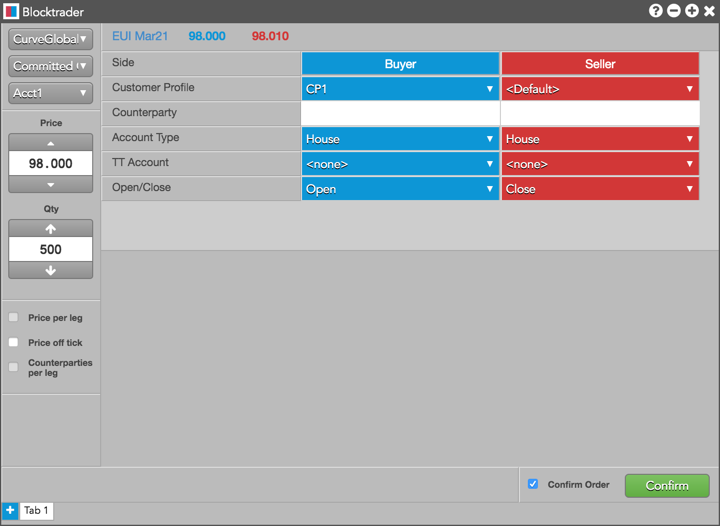 Blocktrader
CurveGlobal
Committed
Acct1
Price
98.000
Qty
500
Price per leg
Price off tick
Counterparties
per leg
EUI Mar21 98.000 98.010
Side Buyer Seller
Customer Profile CP1 <Default>
Counterparty
Account Type House House
TT Account <none> <none>
Open/Close Open Close
Confirm Order Confirm
+ Tab 1